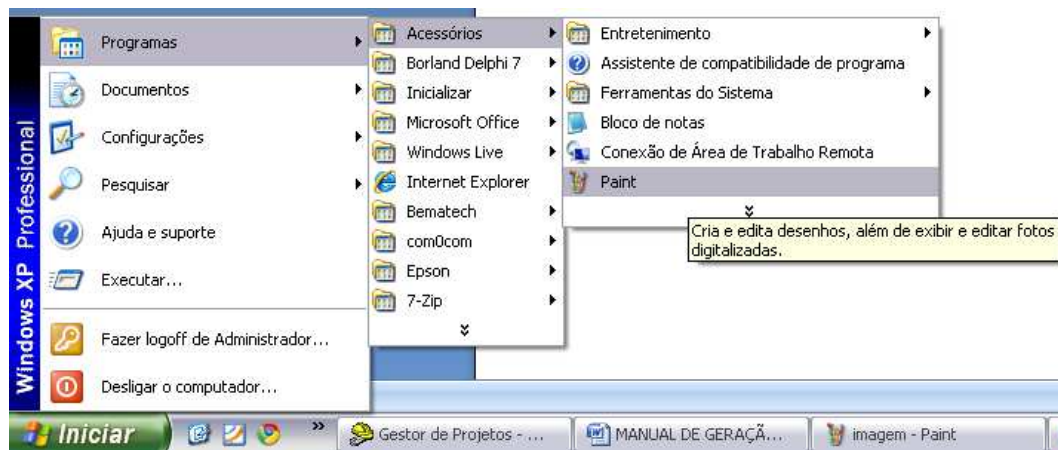 Programas
Documentos
Configurações
Pesquisar
Ajuda e suporte
Executar...
Fazer logoff de Administrador...
Desligar o computador...
Windows XP Professional
Acessórios
Borland Delphi 7
Inicializar
Microsoft Office
Windows Live
Internet Explorer
Bematech
com0com
Epson
7-Zip
Entretenimento
Assistente de compatibilidade de programa
Ferramentas do Sistema
Bloco de notas
Conexão de Área de Trabalho Remota
Paint
Cria e edita desenhos, além de exibir e editar fotos
digitalizadas.
Iniciar
Gestor de Projetos - ...
MANUAL DE GERAÇÃ...
imagem - Paint